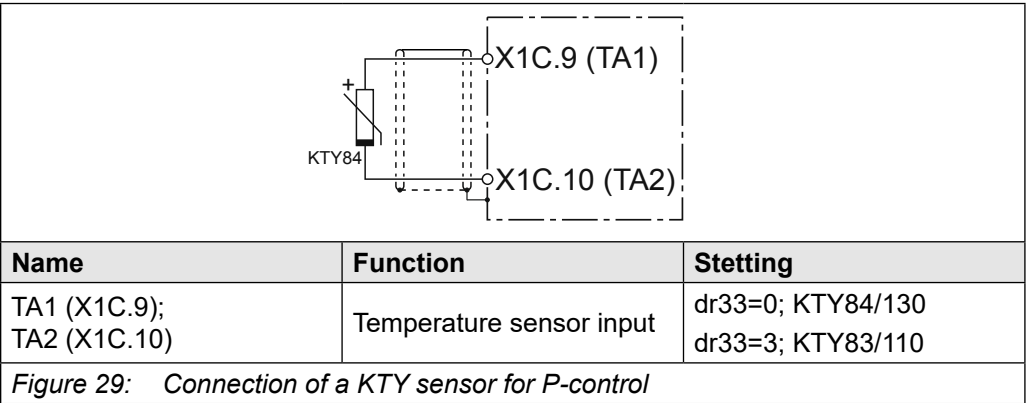 X1C.9 (TA1)
+
KTY84
X1C.10 (TA2)
Name Function Stetting
TA1 (X1C.9);
TA2 (X1C.10)
Temperature sensor input
dr33=0; KTY84/130
dr33=3; KTY83/110
Figure 29: Connection of a KTY sensor for P-control